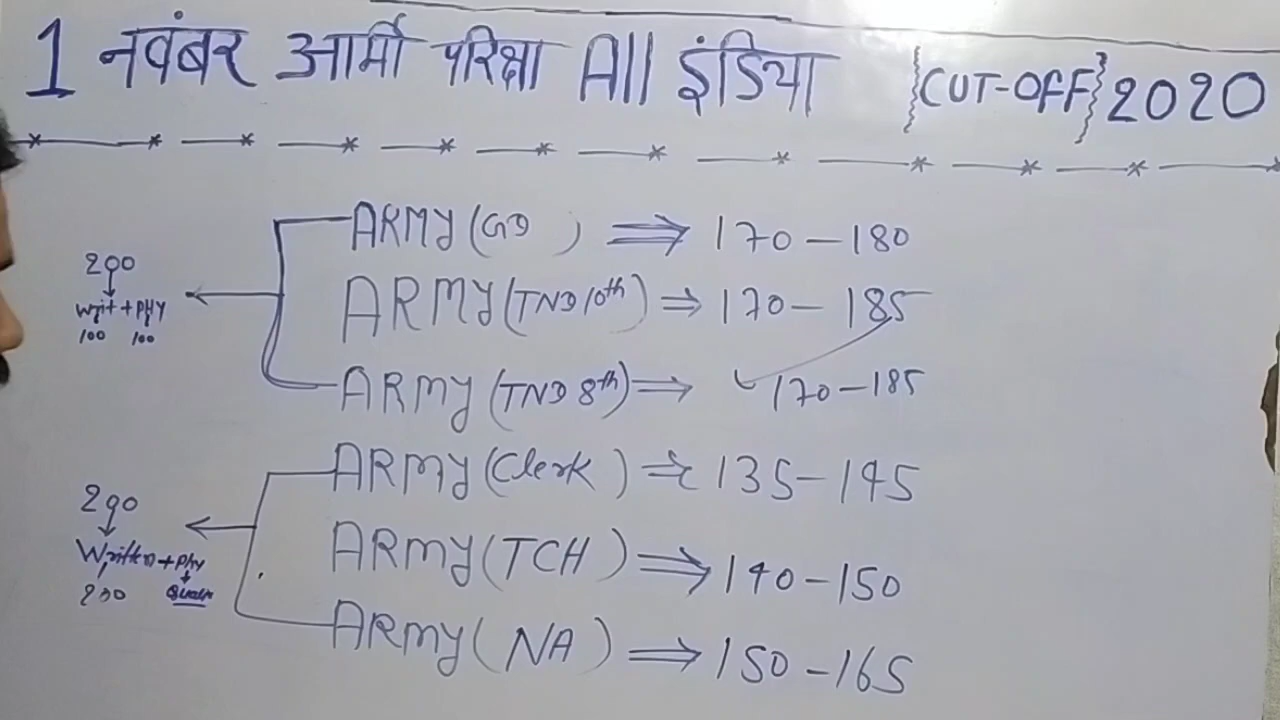 1 नवंबर आर्मी परिक्षा All इंडिया {CUT-OFF} 2020
ARMY (GD) ⇒ 170 - 180
ARMY (TND 10th) ⇒ 170 - 185
ARMY (TND 8th) ⇒ 170 - 185
200
Writ + PHY
100 100
ARMY (Clerk) ⇒ 135 - 145
ARMY (TCH) ⇒ 140 - 150
ARMY (NA) ⇒ 150 - 165
200
Written + Phy
200